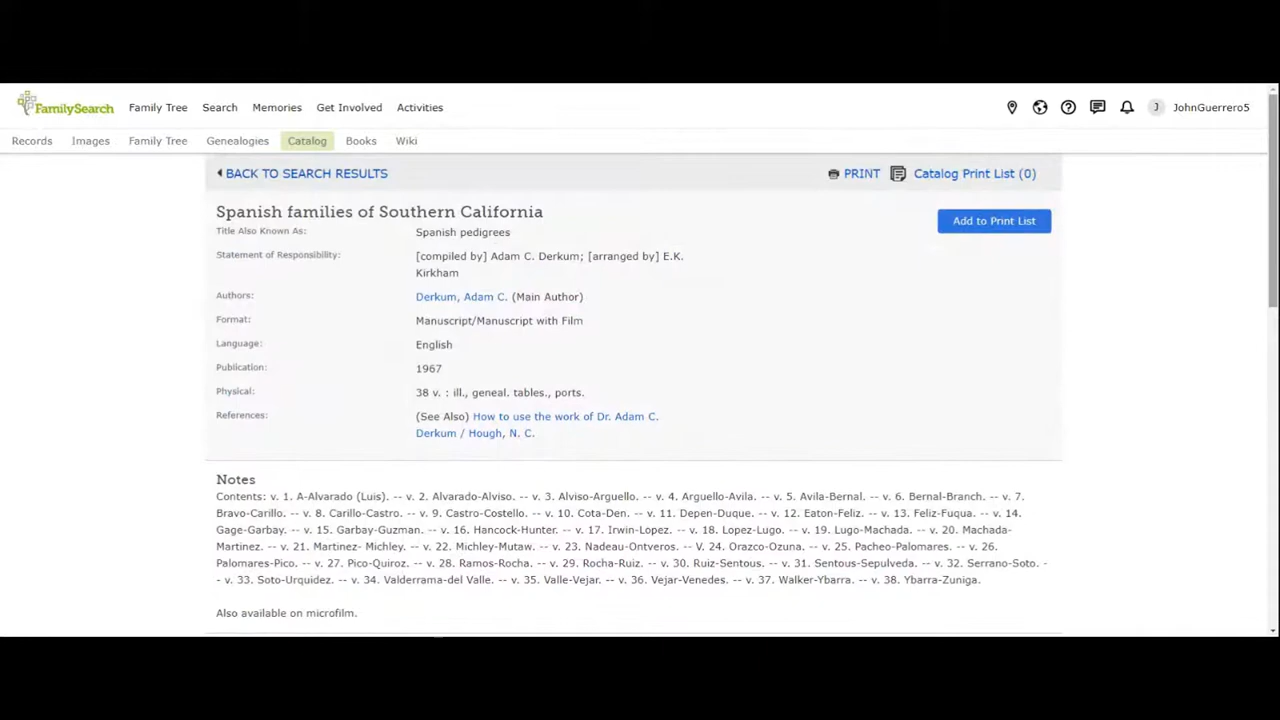 FamilySearch Family Tree Search Memories Get Involved Activities J JohnGuerrero5
Records Images Family Tree Genealogies Catalog Books Wiki
BACK TO SEARCH RESULTS PRINT Catalog Print List (0)
Spanish families of Southern California Add to Print List
Title Also Known As: Spanish pedigrees
Statement of Responsibility: [compiled by] Adam C. Derkum; [arranged by] E.K.
Kirkham
Authors: Derkum, Adam C. (Main Author)
Format: Manuscript/Manuscript with Film
Language: English
Publication: 1967
Physical: 38 v. : ill., geneal. tables., ports.
References: (See Also) How to use the work of Dr. Adam C.
Derkum / Hough, N. C.
Notes
Contents: v. 1. A-Alvarado (Luis). -- v. 2. Alvarado-Alviso. -- v. 3. Alviso-Arguello. -- v. 4. Arguello-Avila. -- v. 5. Avila-Bernal. -- v. 6. Bernal-Branch. -- v. 7.
Bravo-Carillo. -- v. 8. Carillo-Castro. -- v. 9. Castro-Costello. -- v. 10. Cota-Den. -- v. 11. Depen-Duque. -- v. 12. Eaton-Feliz. -- v. 13. Feliz-Fuqua. -- v. 14.
Gage-Garbay. -- v. 15. Garbay-Guzman. -- v. 16. Hancock-Hunter. -- v. 17. Irwin-Lopez. -- v. 18. Lopez-Lugo. -- v. 19. Lugo-Machada. -- v. 20. Machada-
Martinez. -- v. 21. Martinez- Michley. -- v. 22. Michley-Mutaw. -- v. 23. Nadeau-Ontveros. -- V. 24. Orazco-Ozuna. -- v. 25. Pacheo-Palomares. -- v. 26.
Palomares-Pico. -- v. 27. Pico-Quiroz. -- v. 28. Ramos-Rocha. -- v. 29. Rocha-Ruiz. -- v. 30. Ruiz-Sentous. -- v. 31. Sentous-Sepulveda. -- v. 32. Serrano-Soto. -
- v. 33. Soto-Urquidez. -- v. 34. Valderrama-del Valle. -- v. 35. Valle-Vejar. -- v. 36. Vejar-Venedes. -- v. 37. Walker-Ybarra. -- v. 38. Ybarra-Zuniga.
Also available on microfilm.